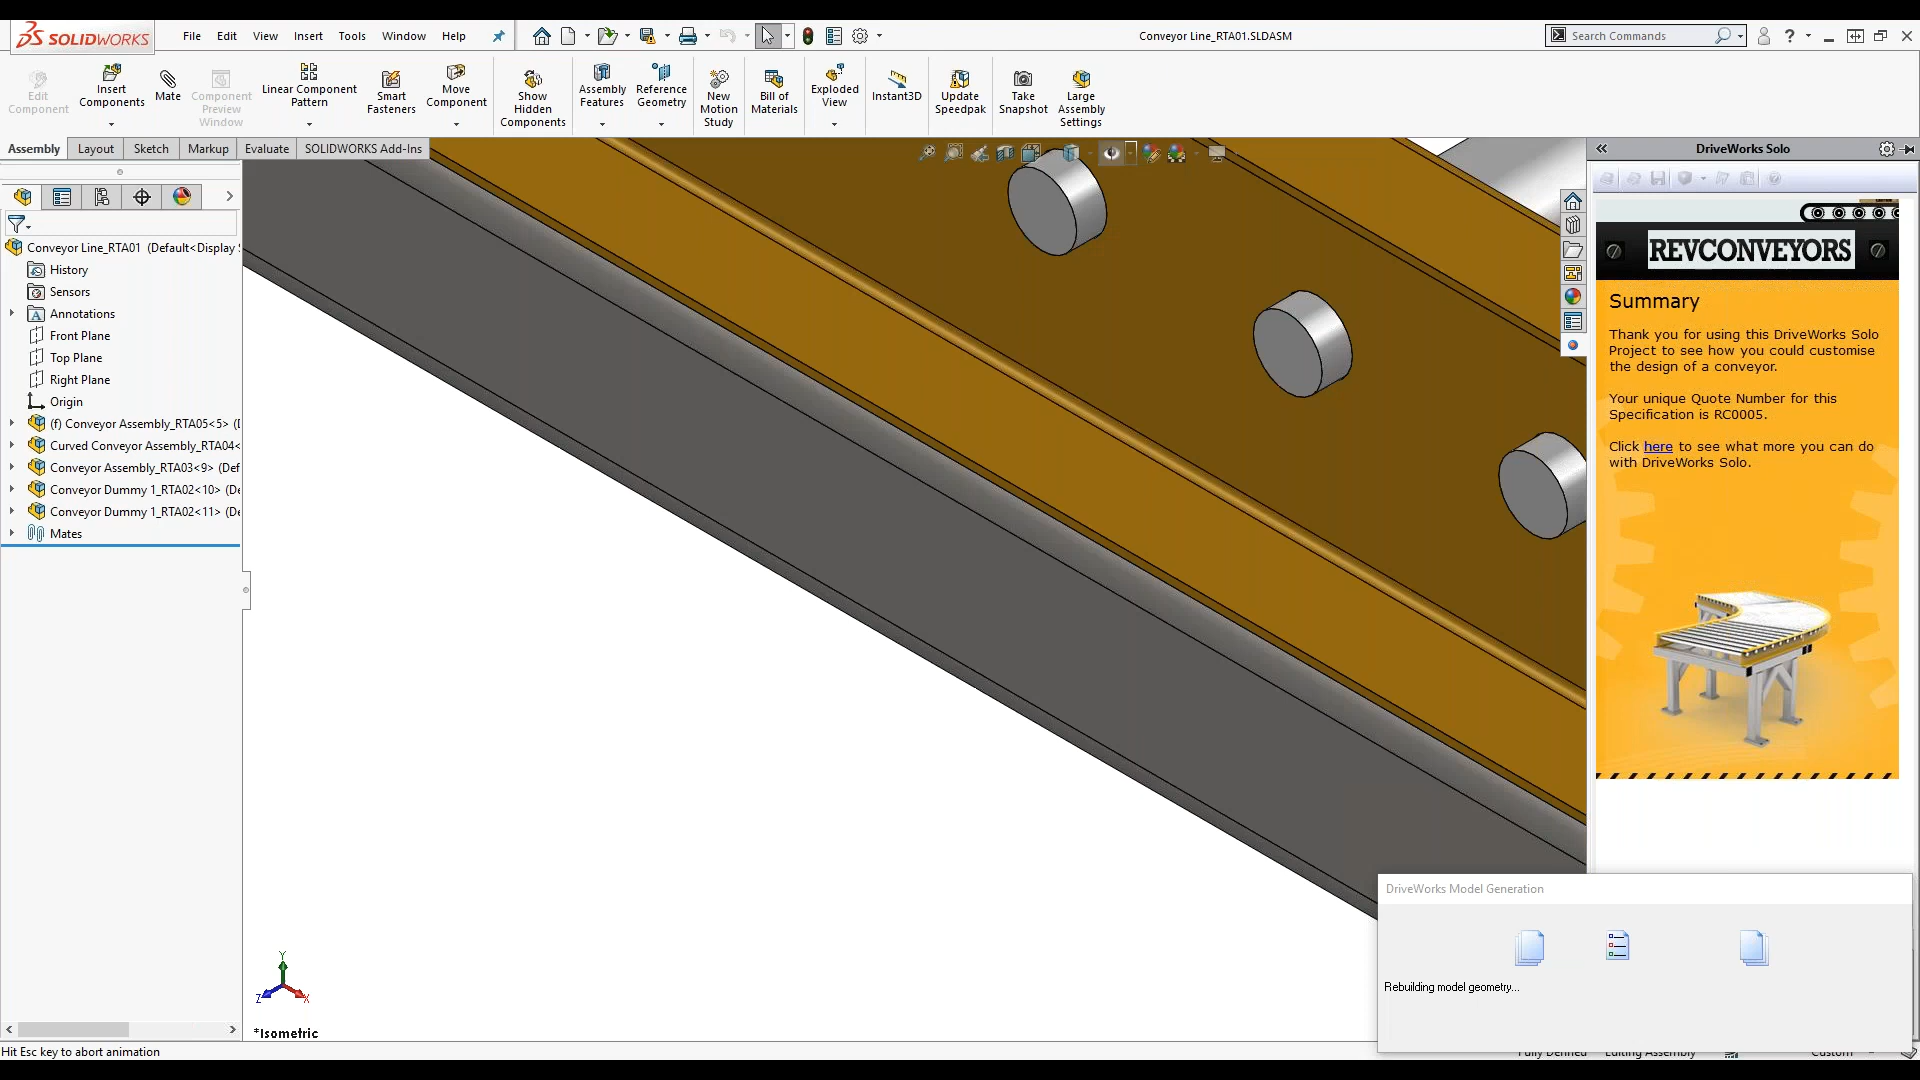 SOLIDWORKS
File Edit View Insert Tools Window Help
Conveyor Line_RTA01.SLDASM
Search Commands
?
Edit Component
Insert Components
Mate
Component Preview Window
Linear Component Pattern
Smart Fasteners
Move Component
Show Hidden Components
Assembly Features
Reference Geometry
New Motion Study
Bill of Materials
Exploded View
Instant3D
Update Speedpak
Take Snapshot
Large Assembly Settings
Assembly Layout Sketch Markup Evaluate SOLIDWORKS Add-Ins
Conveyor Line_RTA01 (Default<Display
History
Sensors
Annotations
Front Plane
Top Plane
Right Plane
Origin
(f) Conveyor Assembly_RTA05<5> (
Curved Conveyor Assembly_RTA04<
Conveyor Assembly_RTA03<9> (Def
Conveyor Dummy 1_RTA02<10> (De
Conveyor Dummy 1_RTA02<11> (De
Mates
DriveWorks Solo
REVCONVEYORS
Summary
Thank you for using this DriveWorks Solo
Project to see how you could customise
the design of a conveyor.
Your unique Quote Number for this
Specification is RC0005.
Click here to see what more you can do
with DriveWorks Solo.
DriveWorks Model Generation
Rebuilding model geometry...
Y
Z
X
*Isometric
Hit Esc key to abort animation
Fully Defined Editing Assembly Custom